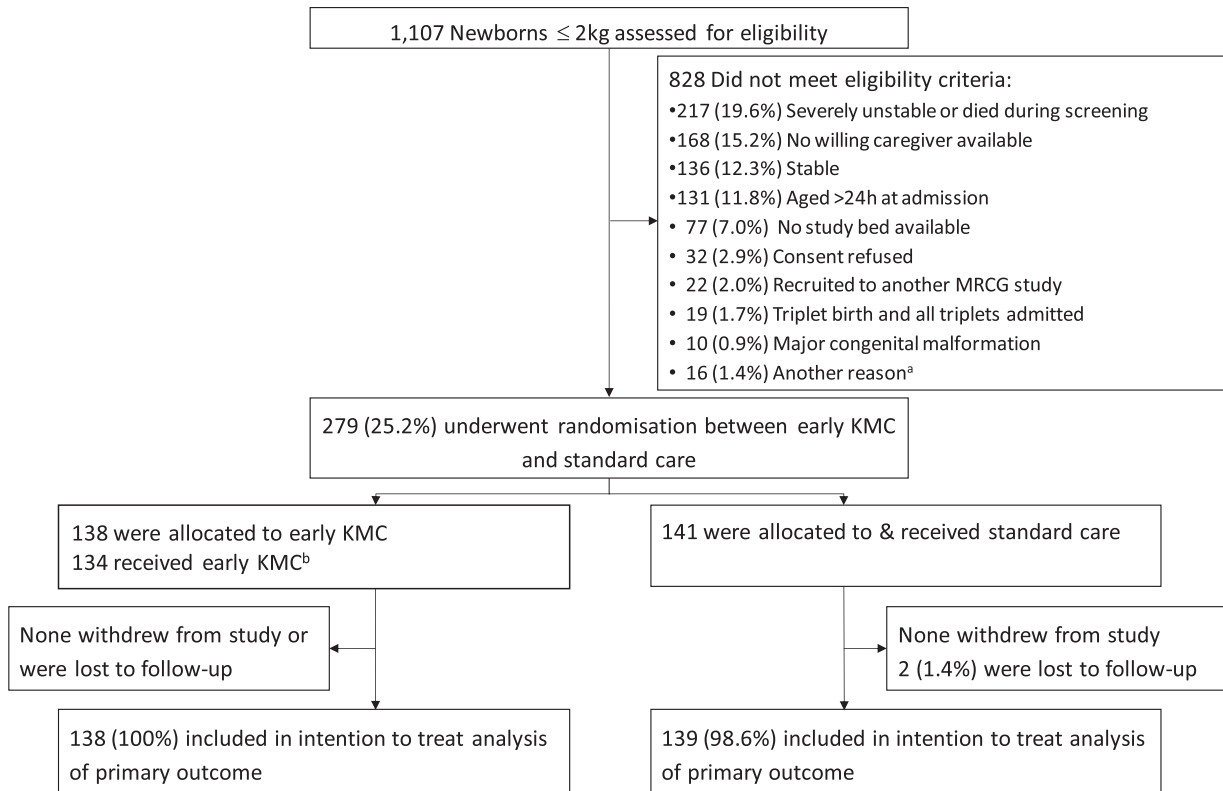 1,107 Newborns ≤ 2kg assessed for eligibility
828 Did not meet eligibility criteria:
•217 (19.6%) Severely unstable or died during screening
•168 (15.2%) No willing caregiver available
•136 (12.3%) Stable
•131 (11.8%) Aged >24h at admission
• 77 (7.0%) No study bed available
• 32 (2.9%) Consent refused
• 22 (2.0%) Recruited to another MRCG study
• 19 (1.7%) Triplet birth and all triplets admitted
• 10 (0.9%) Major congenital malformation
• 16 (1.4%) Another reasonᵃ
279 (25.2%) underwent randomisation between early KMC
and standard care
138 were allocated to early KMC
134 received early KMCᵇ
141 were allocated to & received standard care
None withdrew from study or
were lost to follow-up
None withdrew from study
2 (1.4%) were lost to follow-up
138 (100%) included in intention to treat analysis
of primary outcome
139 (98.6%) included in intention to treat analysis
of primary outcome